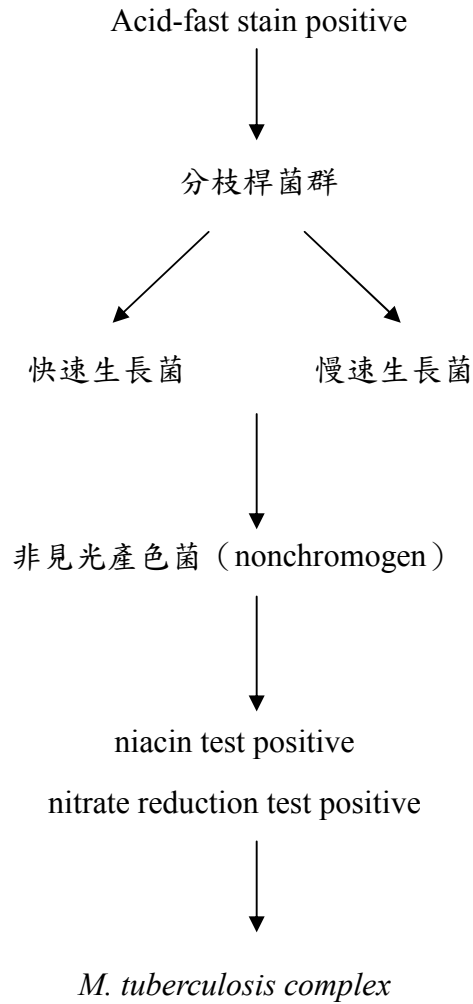 Acid-fast stain positive
分枝桿菌群
快速生長菌 慢速生長菌
非見光產色菌（nonchromogen）
niacin test positive
nitrate reduction test positive
M. tuberculosis complex